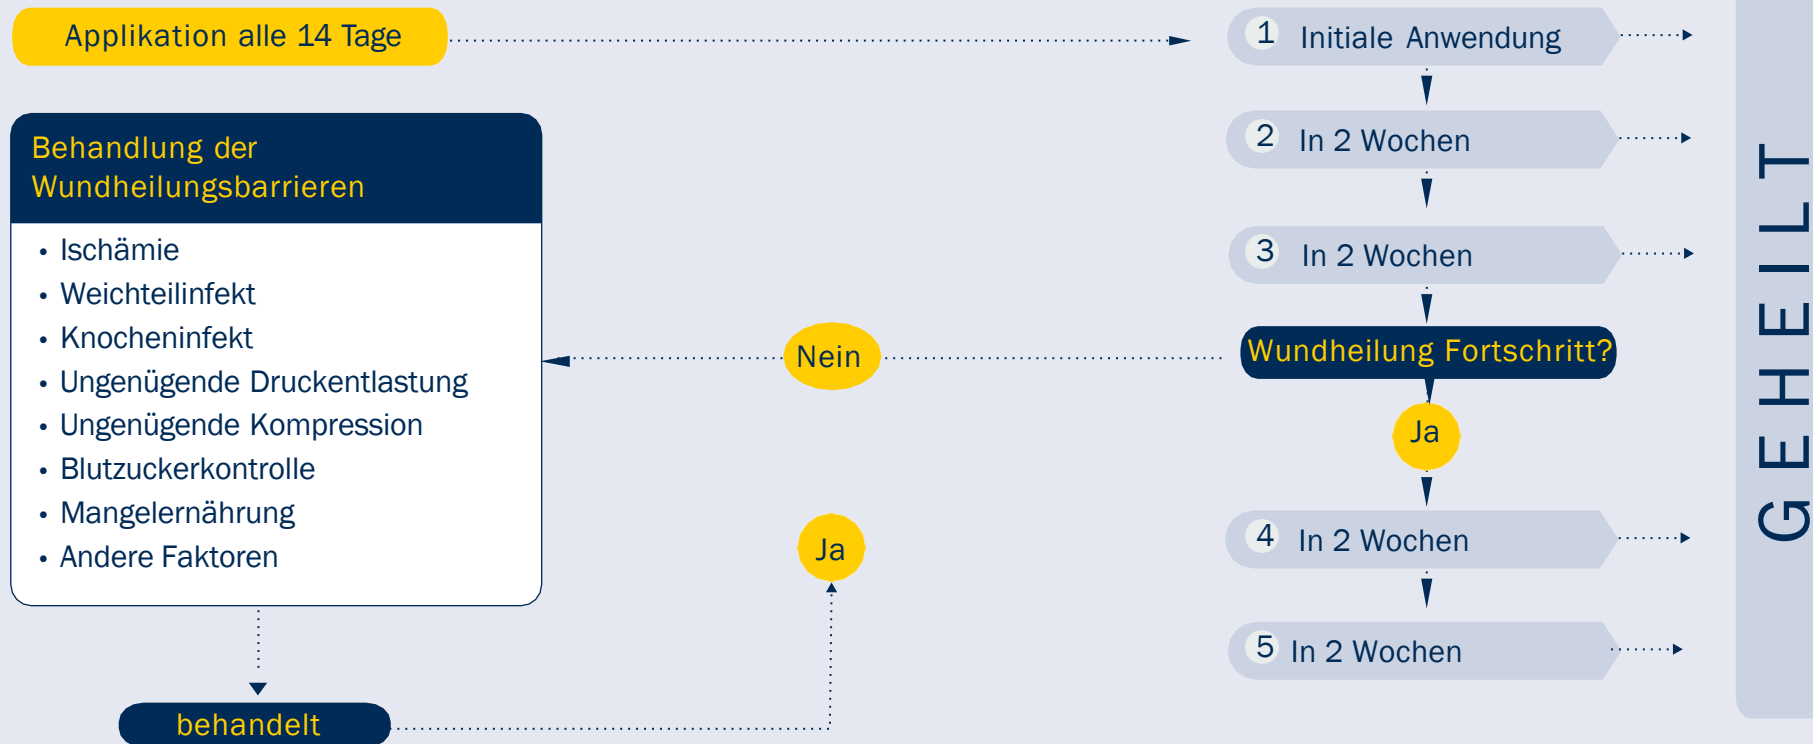 Applikation alle 14 Tage
Behandlung der
Wundheilungsbarrieren
• Ischämie
• Weichteilinfekt
• Knocheninfekt
• Ungenügende Druckentlastung
• Ungenügende Kompression
• Blutzuckerkontrolle
• Mangelernährung
• Andere Faktoren
behandelt
Nein
Ja
1 Initiale Anwendung
2 In 2 Wochen
3 In 2 Wochen
Wundheilung Fortschritt?
Ja
4 In 2 Wochen
5 In 2 Wochen
GEHEILT